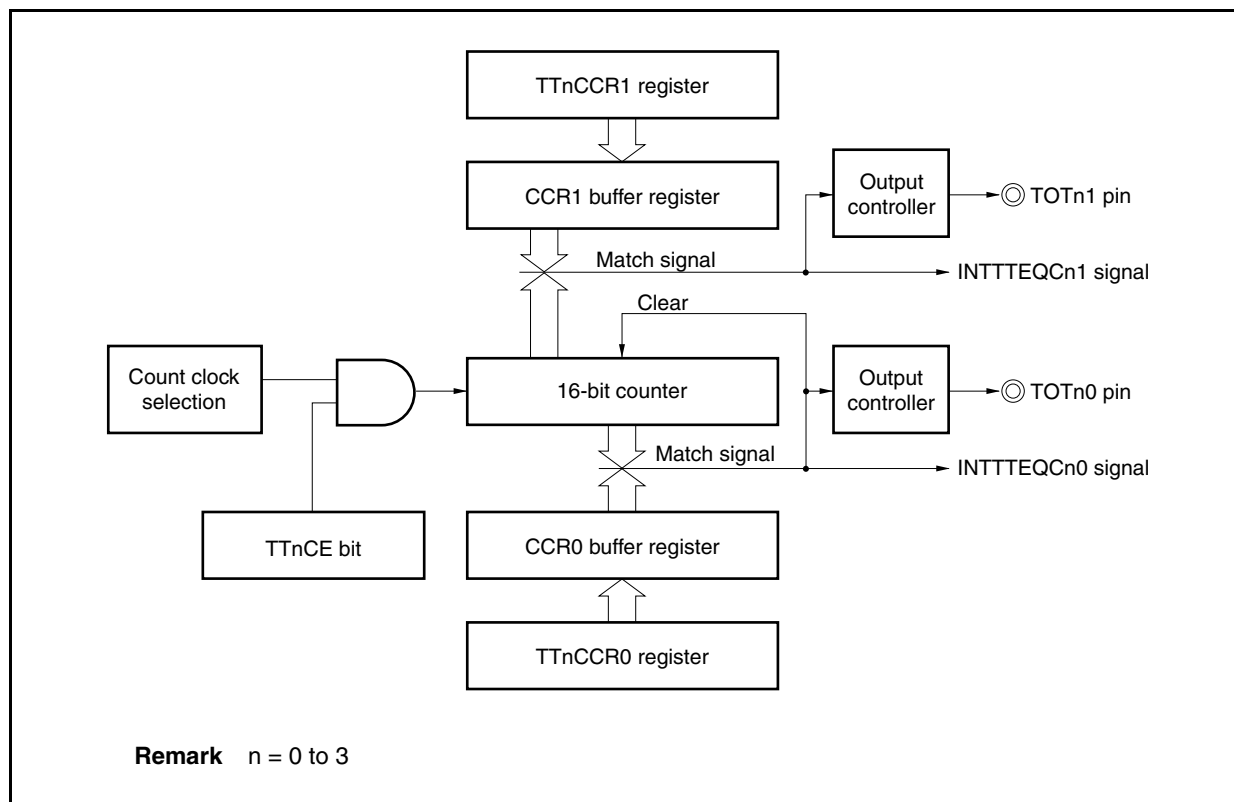 TTnCCR1 register
CCR1 buffer register
Output
controller
TOTn1 pin
Match signal
INTTTEQCn1 signal
Clear
Count clock
selection
16-bit counter
Output
controller
TOTn0 pin
Match signal
INTTTEQCn0 signal
TTnCE bit
CCR0 buffer register
TTnCCR0 register
Remark n = 0 to 3